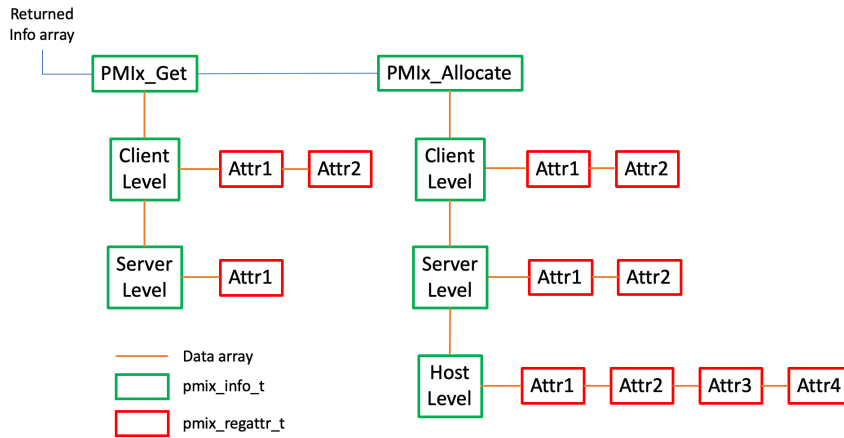 Returned
Info array
PMIx_Get
PMIx_Allocate
Client
Level
Attr1
Attr2
Client
Level
Attr1
Attr2
Server
Level
Attr1
Server
Level
Attr1
Attr2
Host
Level
Attr1
Attr2
Attr3
Attr4
Data array
pmix_info_t
pmix_regattr_t